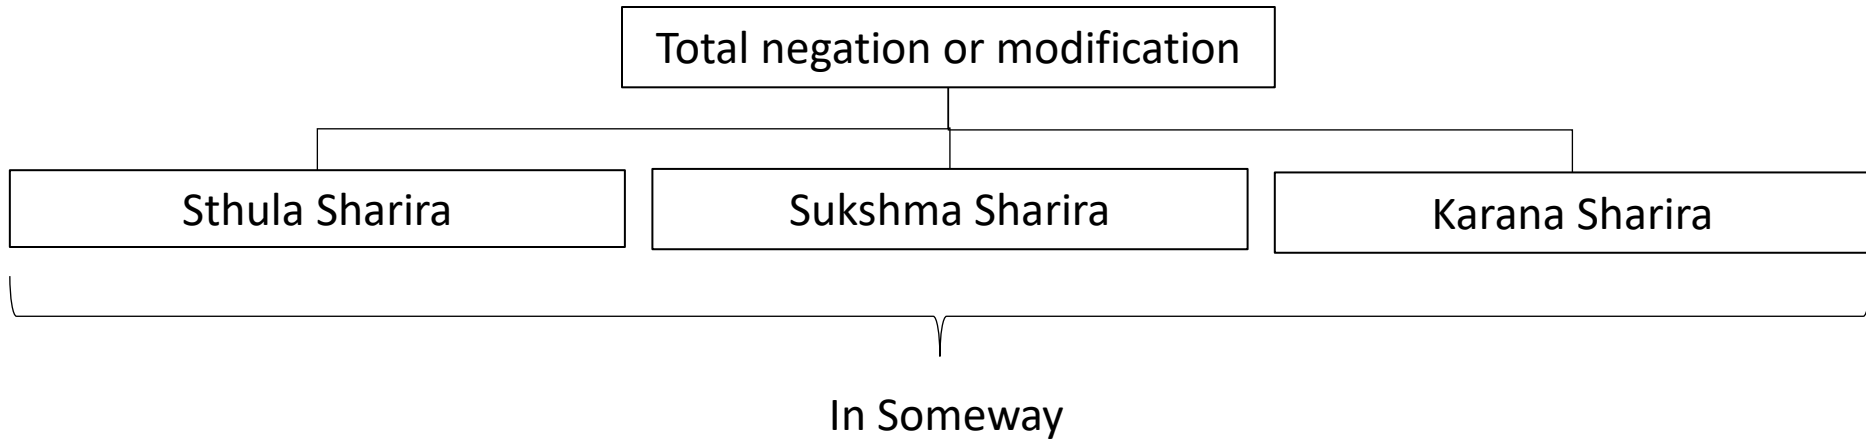 Total negation or modification
Sthula Sharira
Sukshma Sharira
Karana Sharira
In Someway